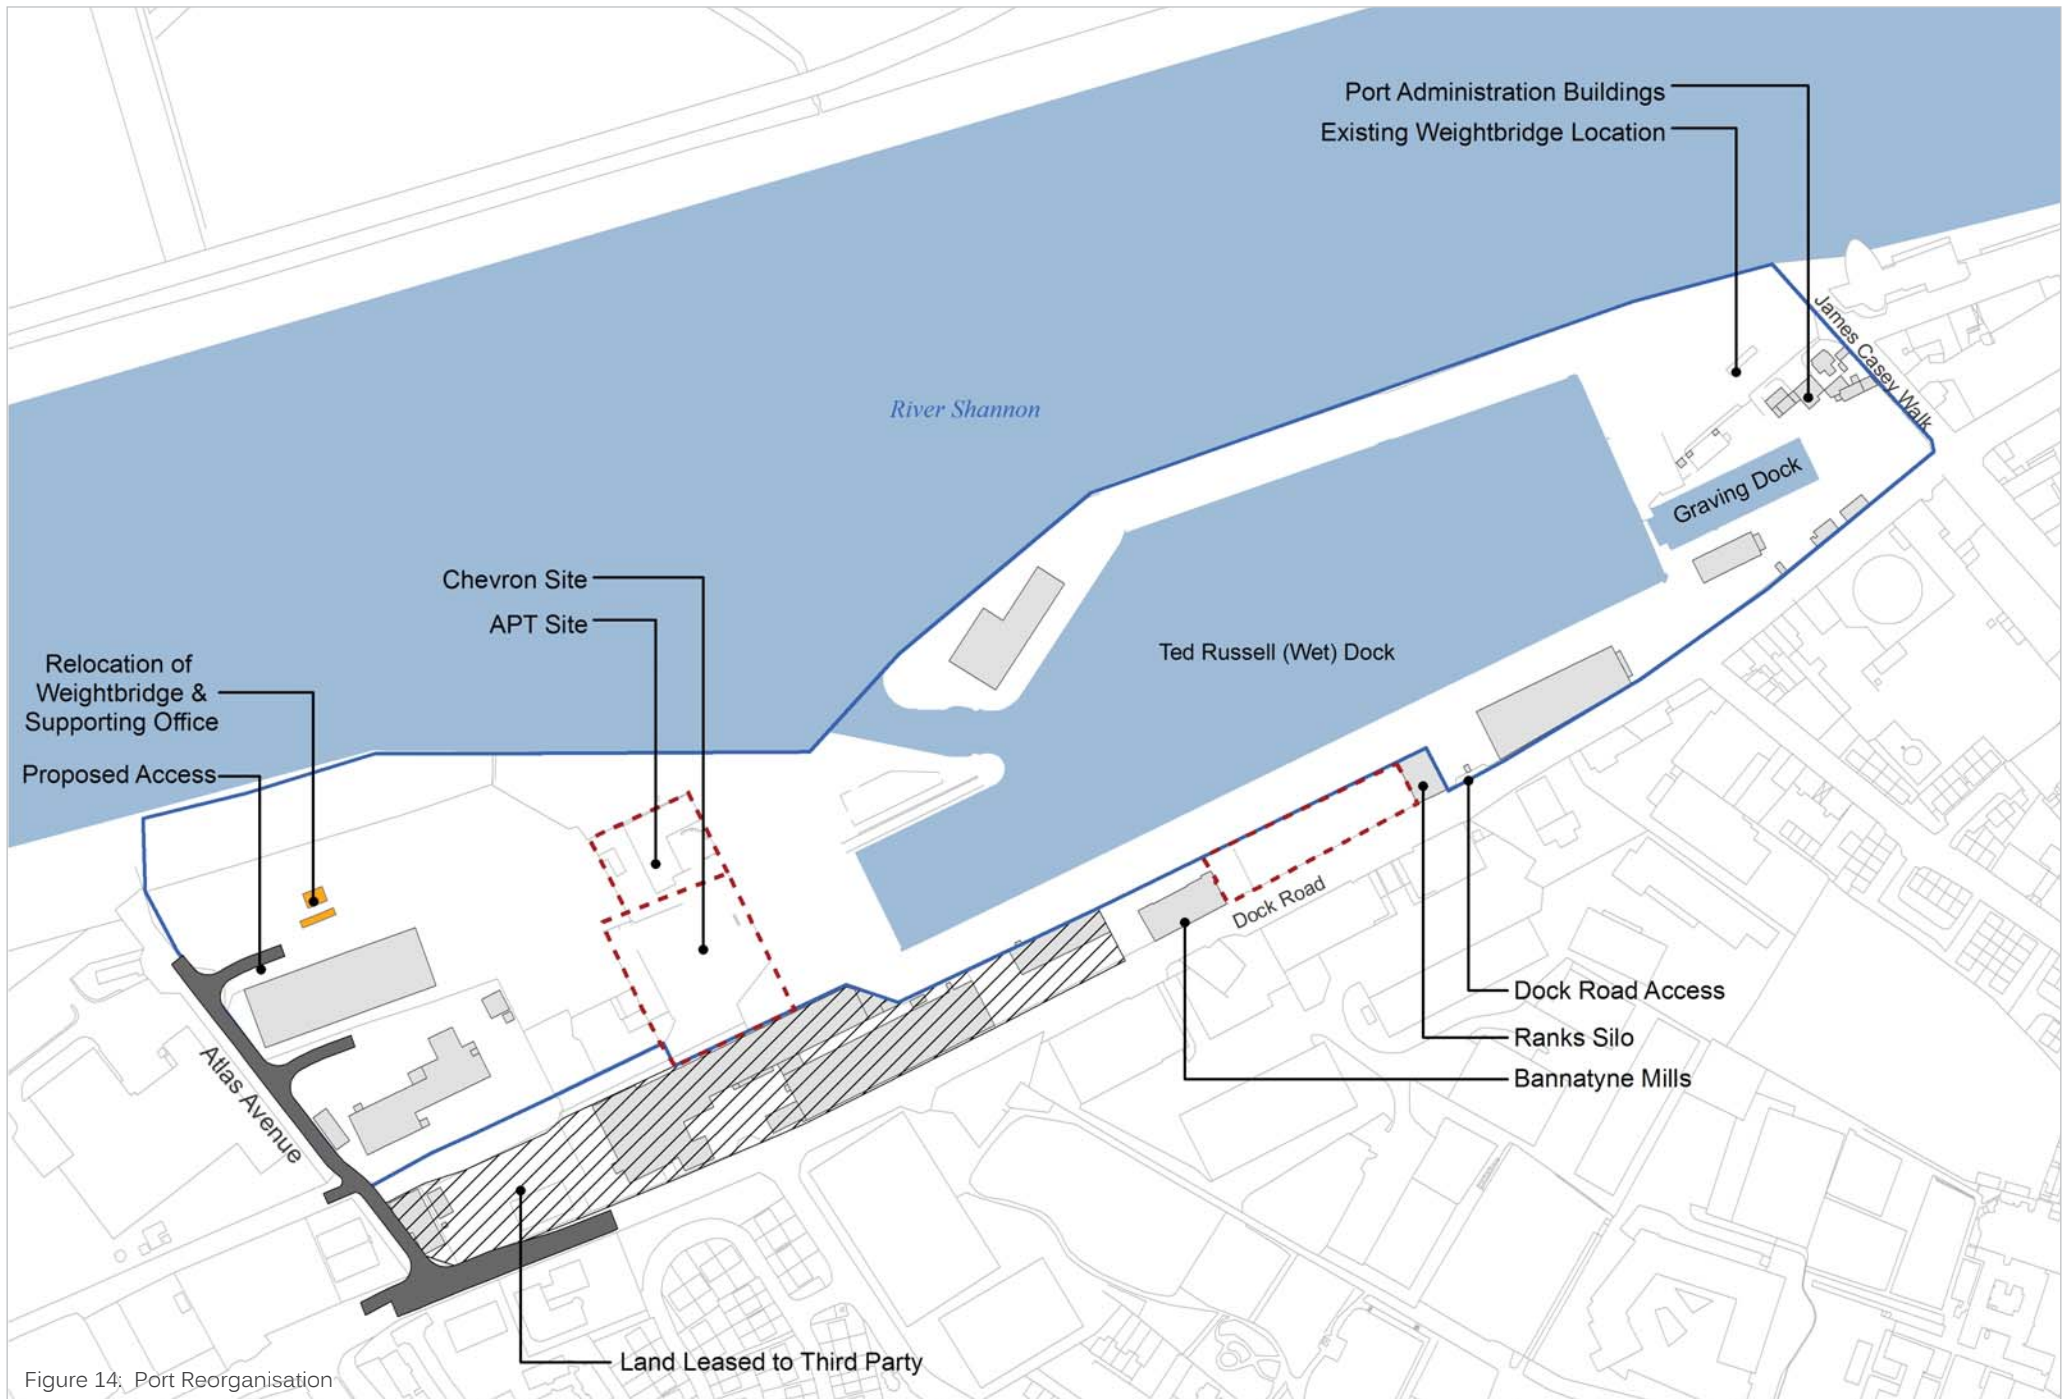 Port Administration Buildings
Existing Weightbridge Location
James Casey Walk
River Shannon
Graving Dock
Chevron Site
APT Site
Ted Russell (Wet) Dock
Relocation of
Weightbridge &
Supporting Office
Proposed Access
Dock Road
Dock Road Access
Ranks Silo
Bannatyne Mills
Atlas Avenue
Land Leased to Third Party
Figure 14: Port Reorganisation